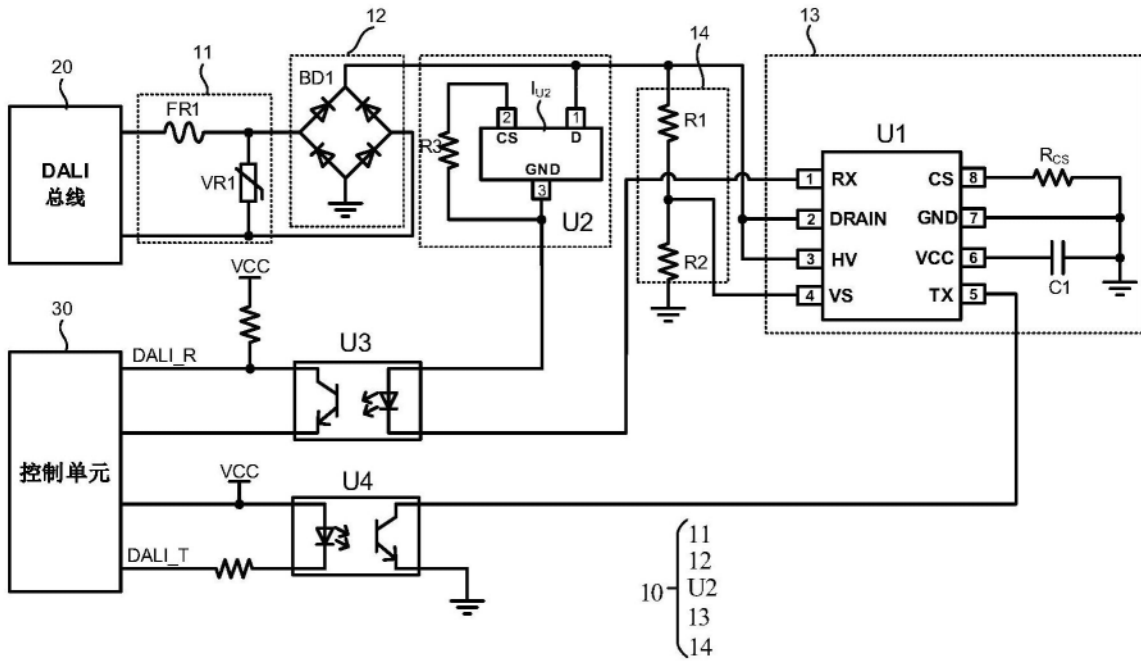 12
13
14
11
20
BD1
I_U2
FR1
2
1
R1
U1
CS
D
R3
R_CS
DALI
总线
VR1
GND
1
RX
CS
8
3
2
DRAIN
GND
7
U2
VCC
R2
3
HV
VCC
6
C1
4
VS
TX
5
30
DALI_R
U3
控制单元
VCC
U4
DALI_T
11
12
10
U2
13
14